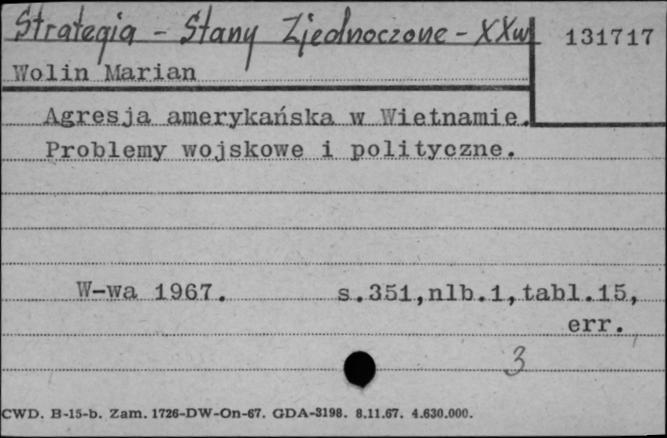 Strategia - Stany Zjednoczone - XXw
131717
Wolin Marian
Agresja amerykańska w Wietnamie.
Problemy wojskowe i polityczne.
W-wa 1967. s.351,nlb.1,tabl.15,
err.
3
CWD. B-15-b. Zam. 1726-DW-On-67. GDA-3198. 8.11.67. 4.630.000.